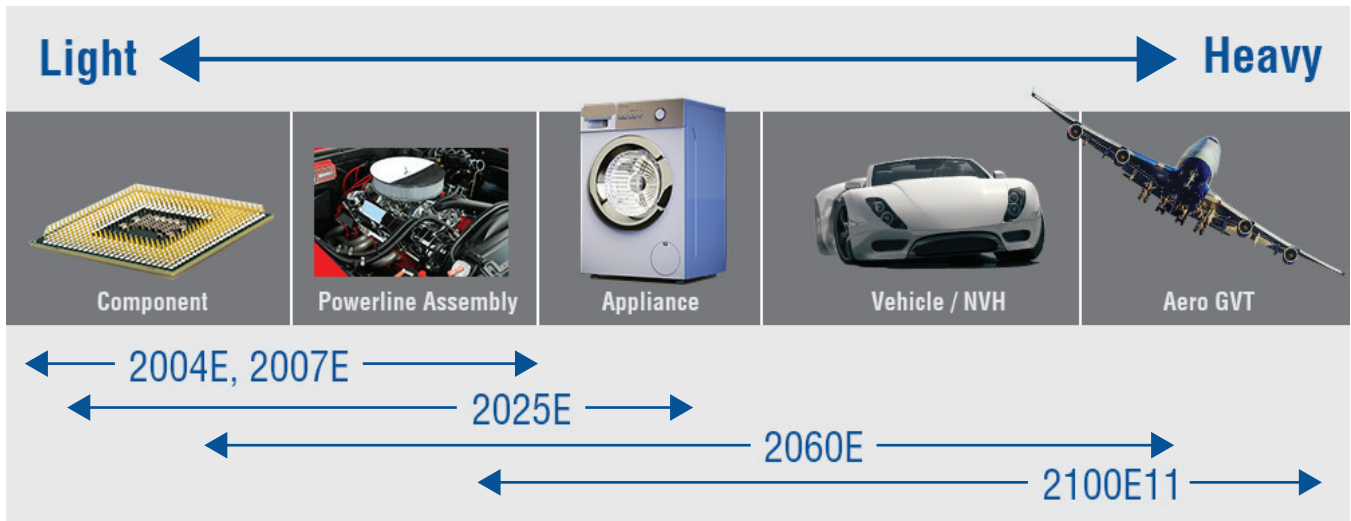 Light Heavy
Component Powerline Assembly Appliance Vehicle / NVH Aero GVT
2004E, 2007E
2025E
2060E
2100E11